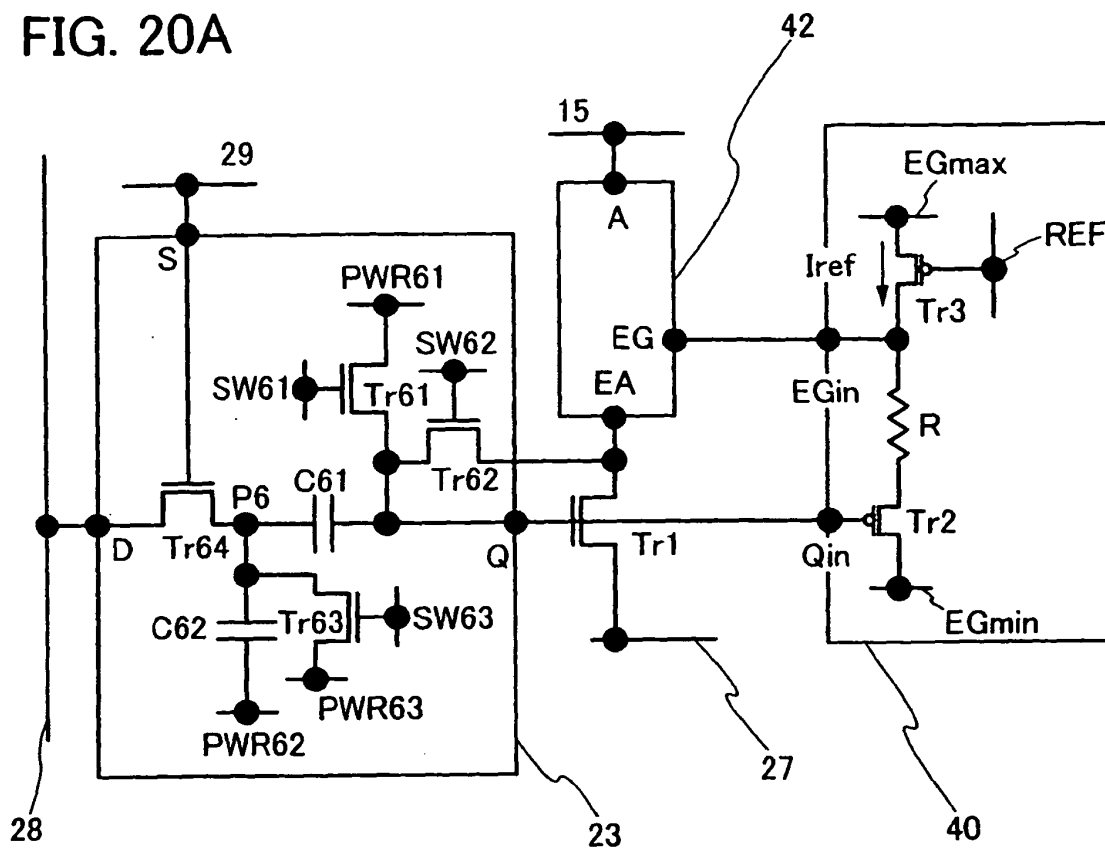 FIG. 20A
42
15
29
EGmax
A
S
REF
PWR61
Iref
Tr3
SW62
EG
SW61
Tr61
EA
EGin
R
C61
Tr62
P6
Tr2
D
Tr64
Q
Tr1
Qin
C62
Tr63
SW63
EGmin
PWR63
PWR62
27
28
23
40